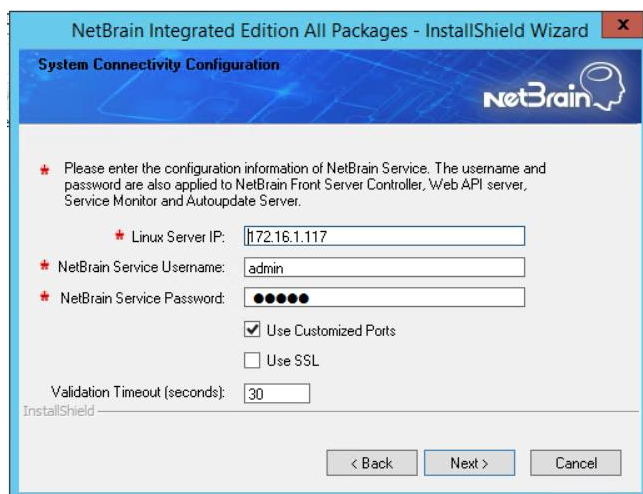 NetBrain Integrated Edition All Packages - InstallShield Wizard x
System Connectivity Configuration
NetBrain
* Please enter the configuration information of NetBrain Service. The username and
password are also applied to NetBrain Front Server Controller, Web API server,
Service Monitor and Autoupdate Server.
* Linux Server IP: 172.16.1.117
* NetBrain Service Username: admin
* NetBrain Service Password: ●●●●●
Use Customized Ports
Use SSL
Validation Timeout (seconds): 30
InstallShield
< Back Next > Cancel